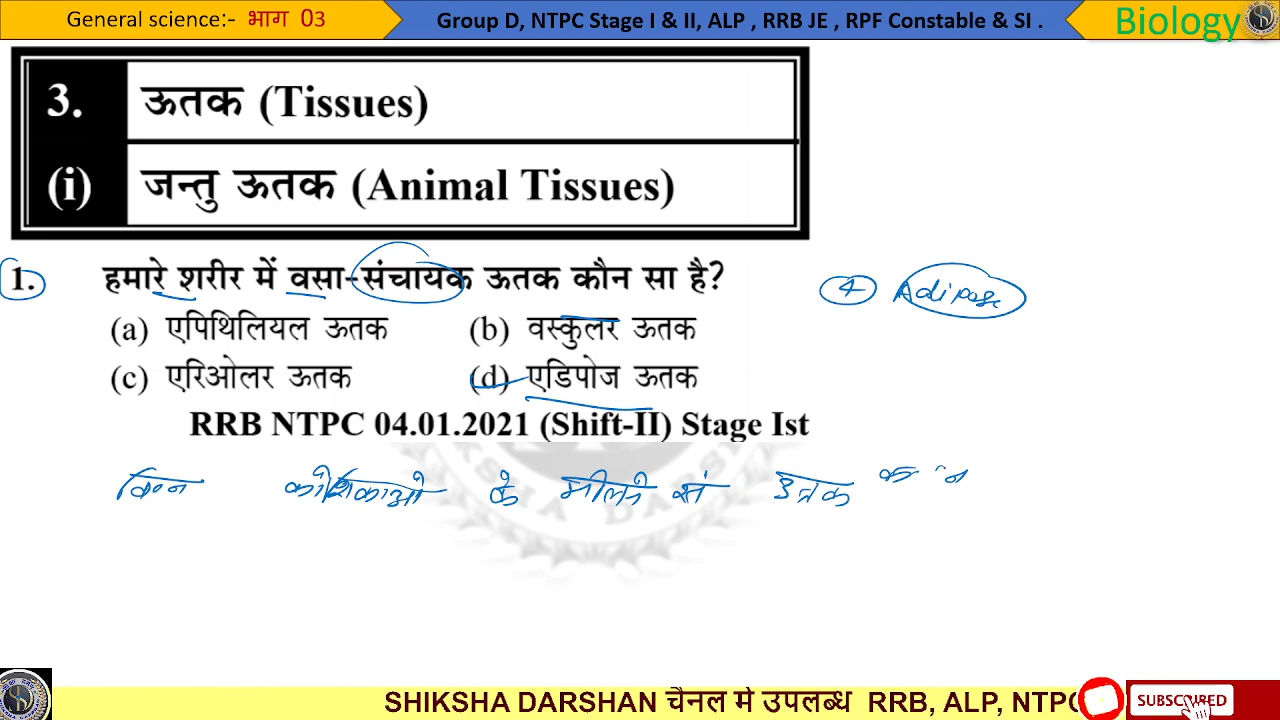 General science:- भाग 03
Group D, NTPC Stage I & II, ALP , RRB JE , RPF Constable & SI .
Biology
3. ऊतक (Tissues)
(i) जन्तु ऊतक (Animal Tissues)
1. हमारे शरीर में वसा-संचायक ऊतक कौन सा है?
4 Adipose
(a) एपिथिलियल ऊतक (b) वस्कुलर ऊतक
(c) एरिओलर ऊतक (d) एडिपोज ऊतक
RRB NTPC 04.01.2021 (Shift-II) Stage Ist
कोशिकाओ के
SHIKSHA DARSHAN चैनल मे उपलब्ध RRB, ALP, NTPC
SUBSCRIBED